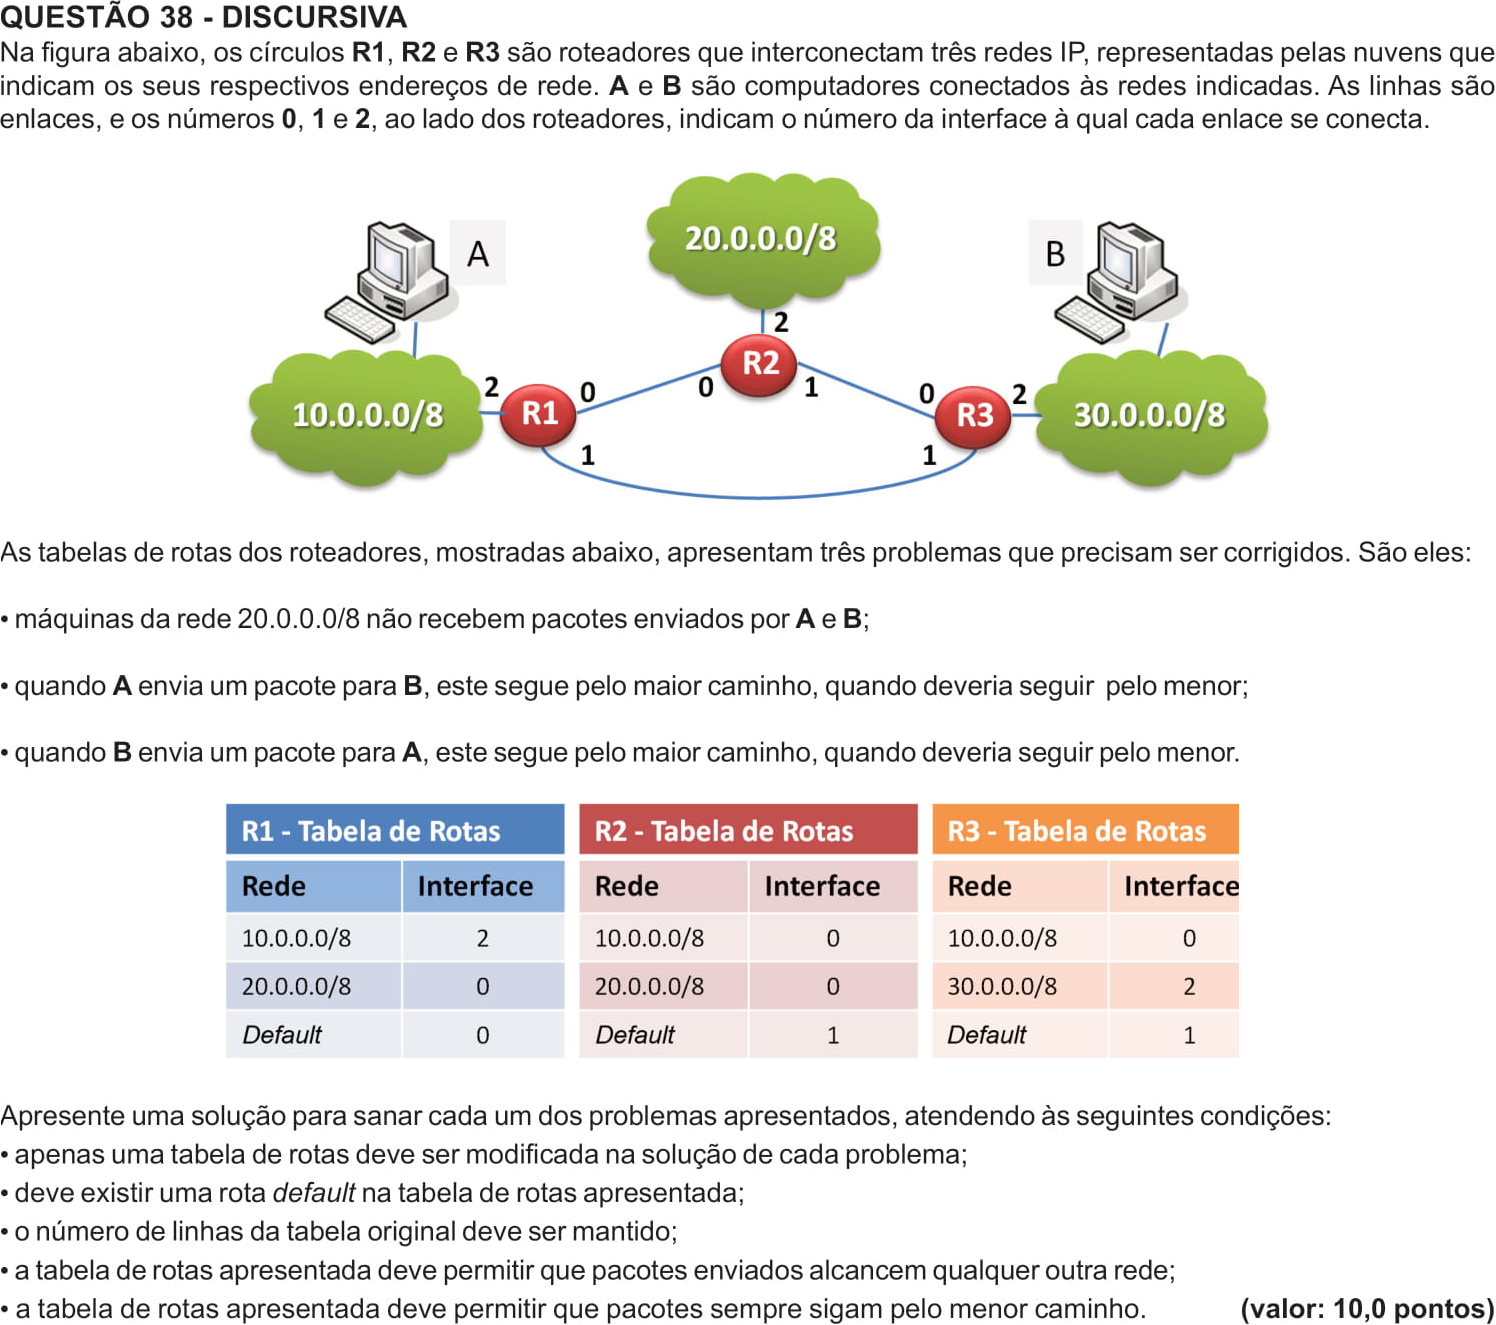 QUESTÃO 38 - DISCURSIVA
Na figura abaixo, os círculos R1, R2 e R3 são roteadores que interconectam três redes IP, representadas pelas nuvens que
indicam os seus respectivos endereços de rede. A e B são computadores conectados às redes indicadas. As linhas são
enlaces, e os números 0, 1 e 2, ao lado dos roteadores, indicam o número da interface à qual cada enlace se conecta.
20.0.0.0/8
A
B
2
R2
0
1
10.0.0.0/8
2
R1
0
1
0
R3
2
1
30.0.0.0/8
As tabelas de rotas dos roteadores, mostradas abaixo, apresentam três problemas que precisam ser corrigidos. São eles:
• máquinas da rede 20.0.0.0/8 não recebem pacotes enviados por A e B;
• quando A envia um pacote para B, este segue pelo maior caminho, quando deveria seguir pelo menor;
• quando B envia um pacote para A, este segue pelo maior caminho, quando deveria seguir pelo menor.
R1 - Tabela de Rotas R2 - Tabela de Rotas R3 - Tabela de Rotas
Rede Interface Rede Interface Rede Interface
10.0.0.0/8 2 10.0.0.0/8 0 10.0.0.0/8 0
20.0.0.0/8 0 20.0.0.0/8 0 30.0.0.0/8 2
Default 0 Default 1 Default 1
Apresente uma solução para sanar cada um dos problemas apresentados, atendendo às seguintes condições:
• apenas uma tabela de rotas deve ser modificada na solução de cada problema;
• deve existir uma rota default na tabela de rotas apresentada;
• o número de linhas da tabela original deve ser mantido;
• a tabela de rotas apresentada deve permitir que pacotes enviados alcancem qualquer outra rede;
• a tabela de rotas apresentada deve permitir que pacotes sempre sigam pelo menor caminho. (valor: 10,0 pontos)